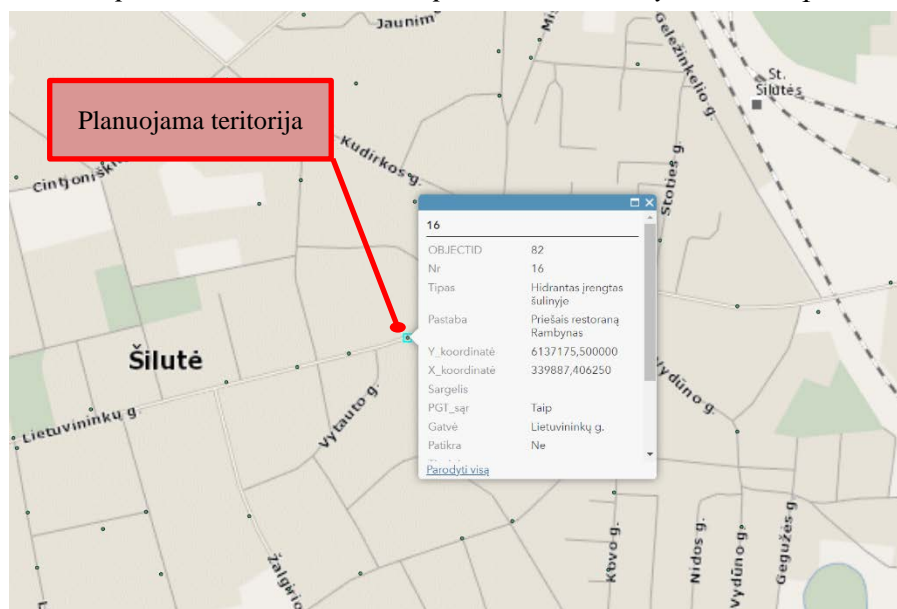 Jaunim
Mi
Geležinkelio g.
St.
Šilutės
Planuojama teritorija
Kudirkos g.
Cintjonišk
Stoties g
16
OBJECTID 82
Nr 16
Tipas Hidrantas įrengtas
šulinyje
Pastaba Priešais restoraną
Rambynas
Y_koordinatė 6137175,500000
X_koordinatė 339887,406250
Sargelis
PGT_sąr Taip
Gatvė Lietuvininkų g.
Patikra Ne
Parodyti visą
Šilutė
Vydūno g.
Vytauto g.
Lietuvininkų g.
Žalgirio
Kovo g.
Nidos g.
Vydūno g.
Gegužės g